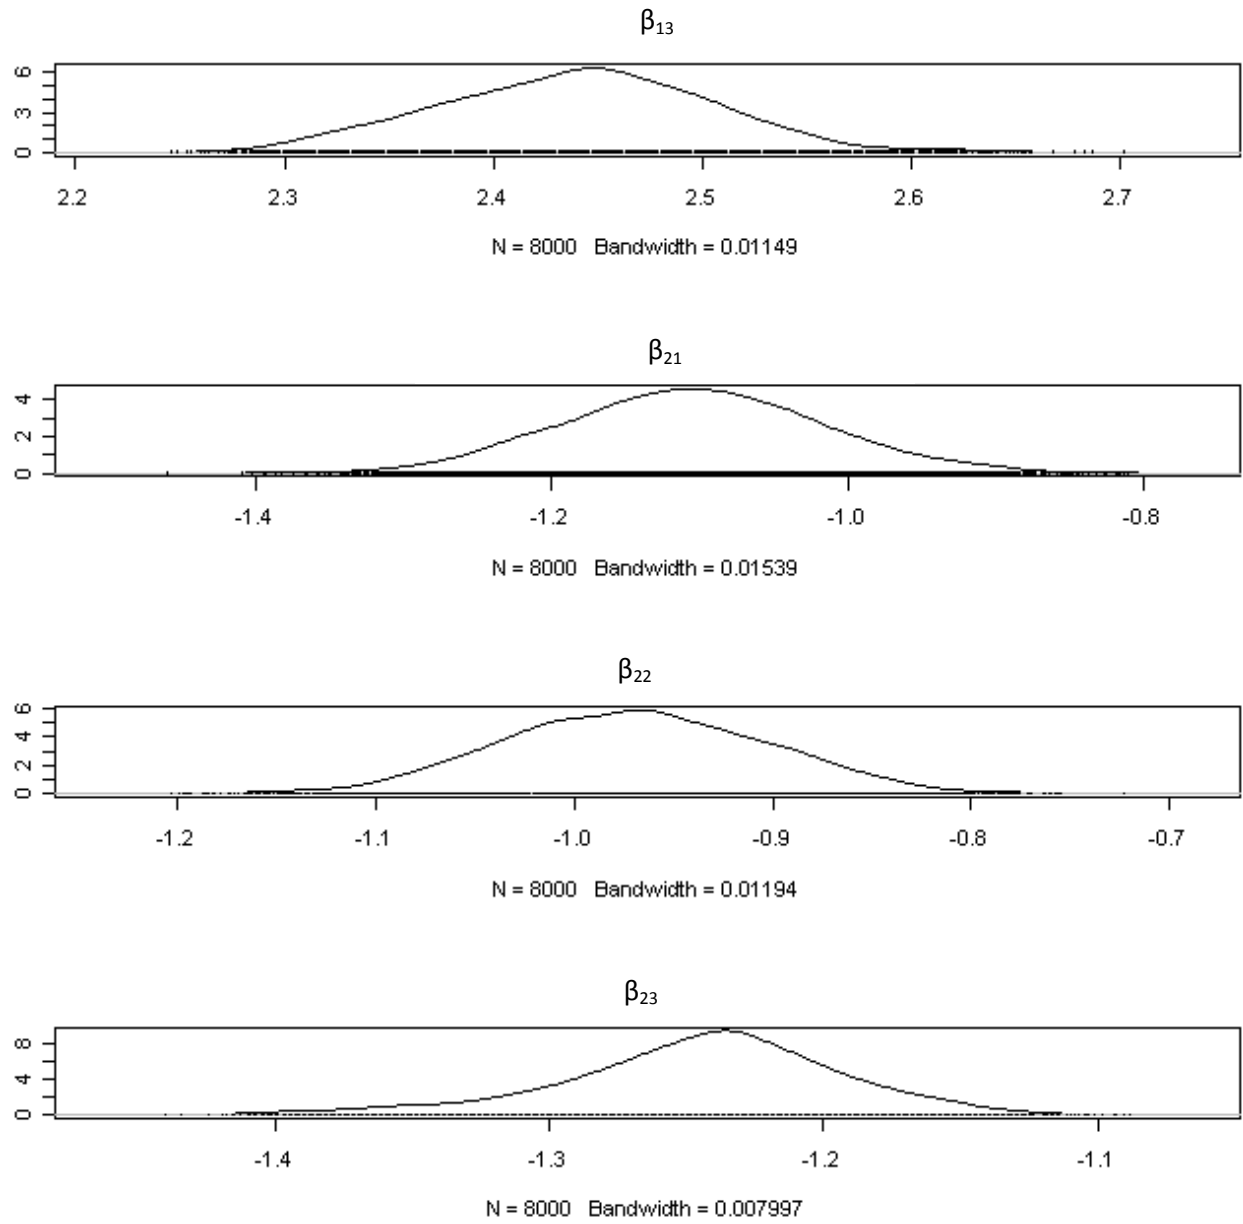 β₁₃
6
3
0
2.2 2.3 2.4 2.5 2.6 2.7
N = 8000 Bandwidth = 0.01149
β₂₁
4
2
0
-1.4 -1.2 -1.0 -0.8
N = 8000 Bandwidth = 0.01539
β₂₂
6
4
2
0
-1.2 -1.1 -1.0 -0.9 -0.8 -0.7
N = 8000 Bandwidth = 0.01194
β₂₃
8
4
0
-1.4 -1.3 -1.2 -1.1
N = 8000 Bandwidth = 0.007997